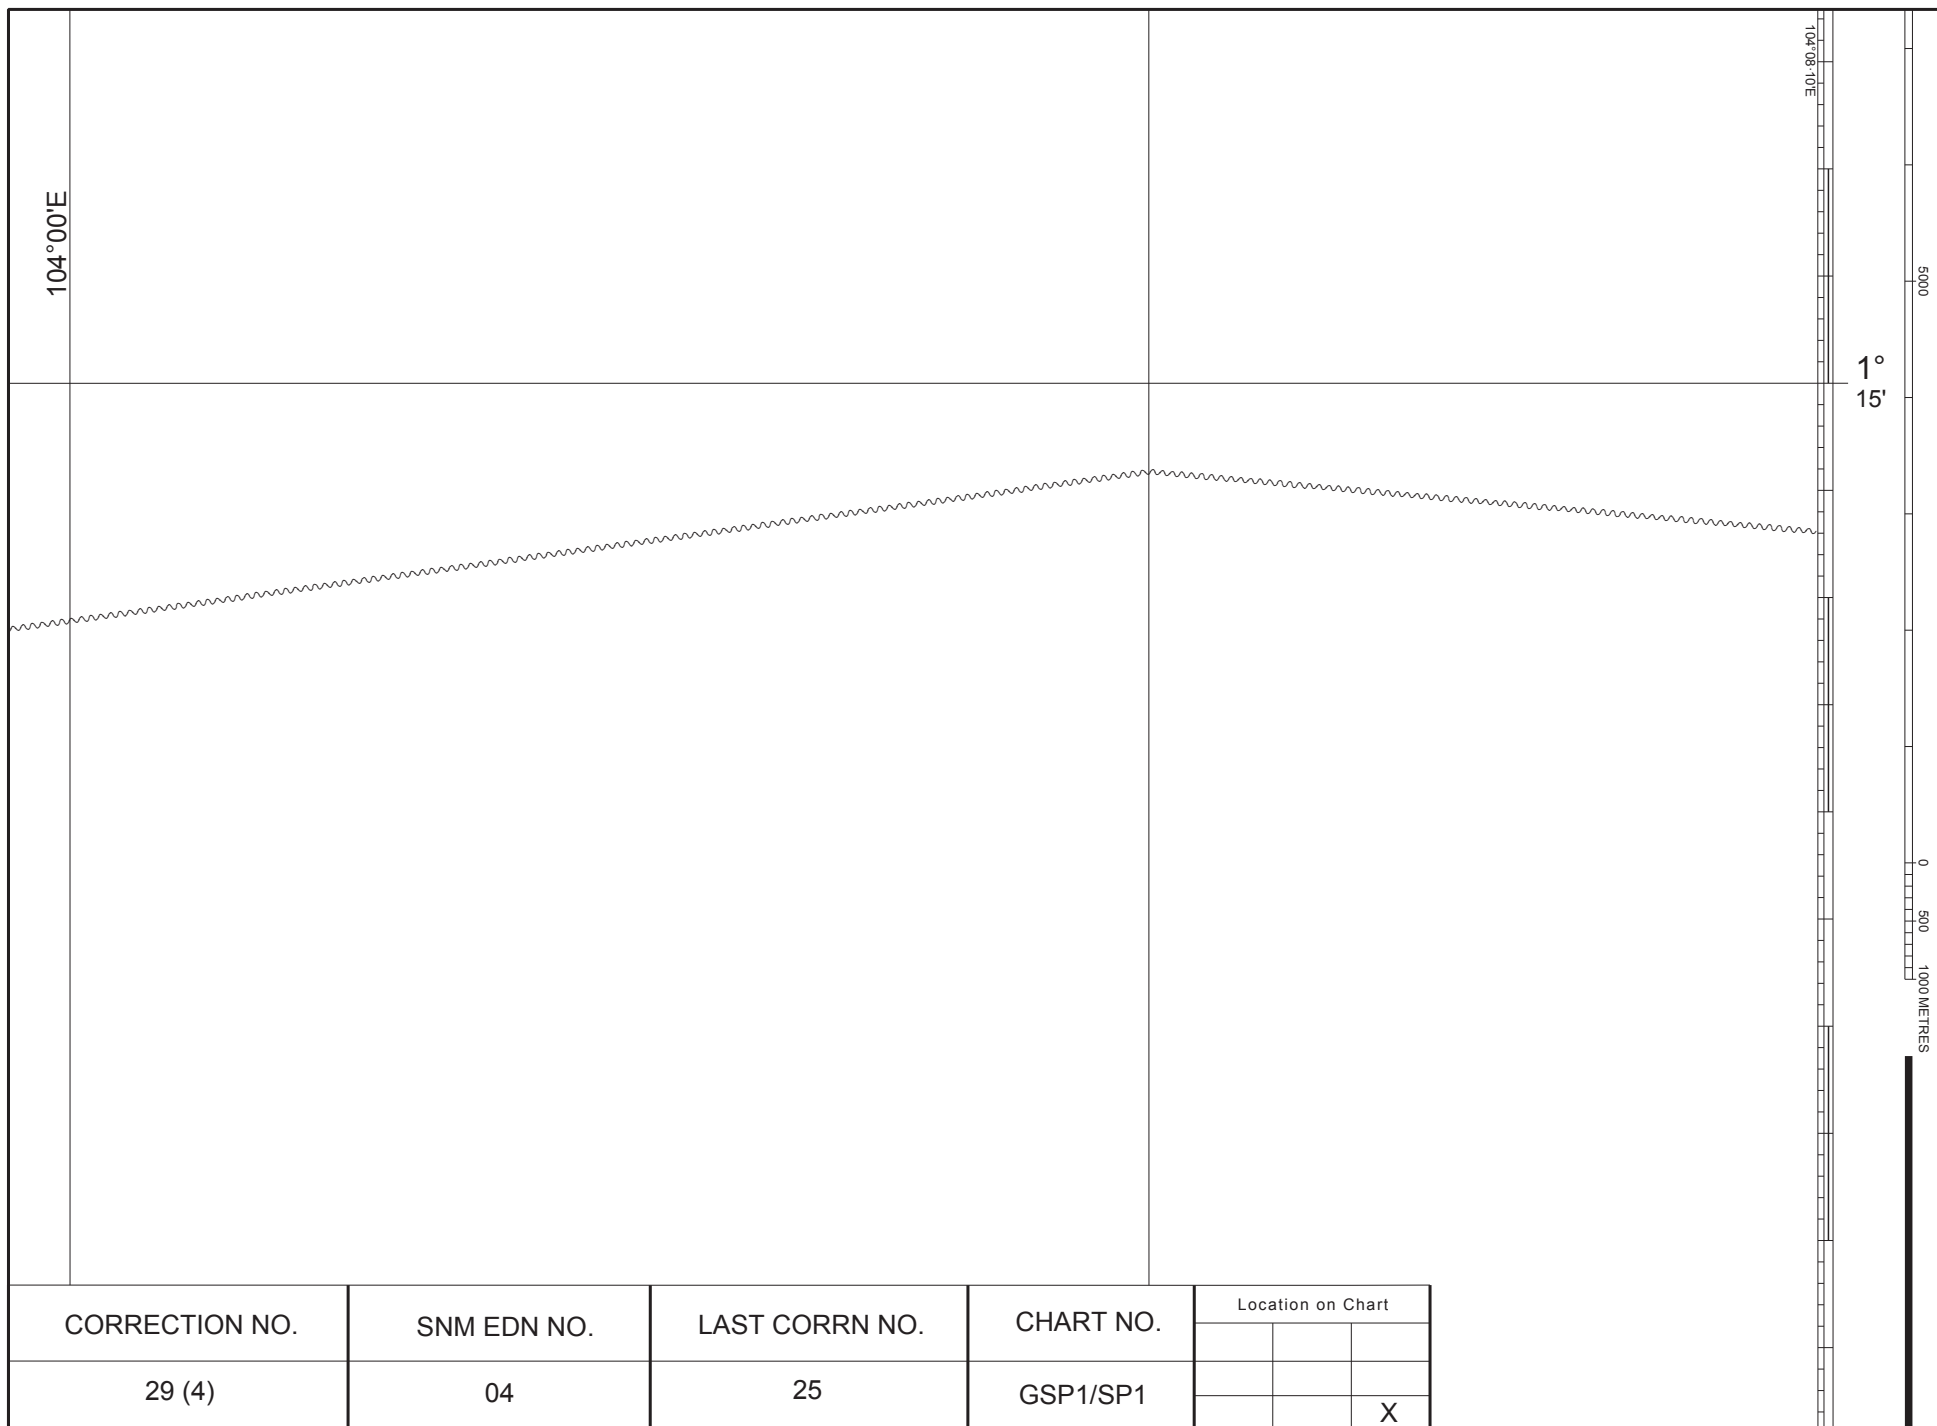 104°08·10'E
104°00'E
5000
1°
15'
0
500
1000 METRES
Location on Chart
CORRECTION NO. SNM EDN NO. LAST CORRN NO. CHART NO.
29 (4) 04 25 GSP1/SP1
X